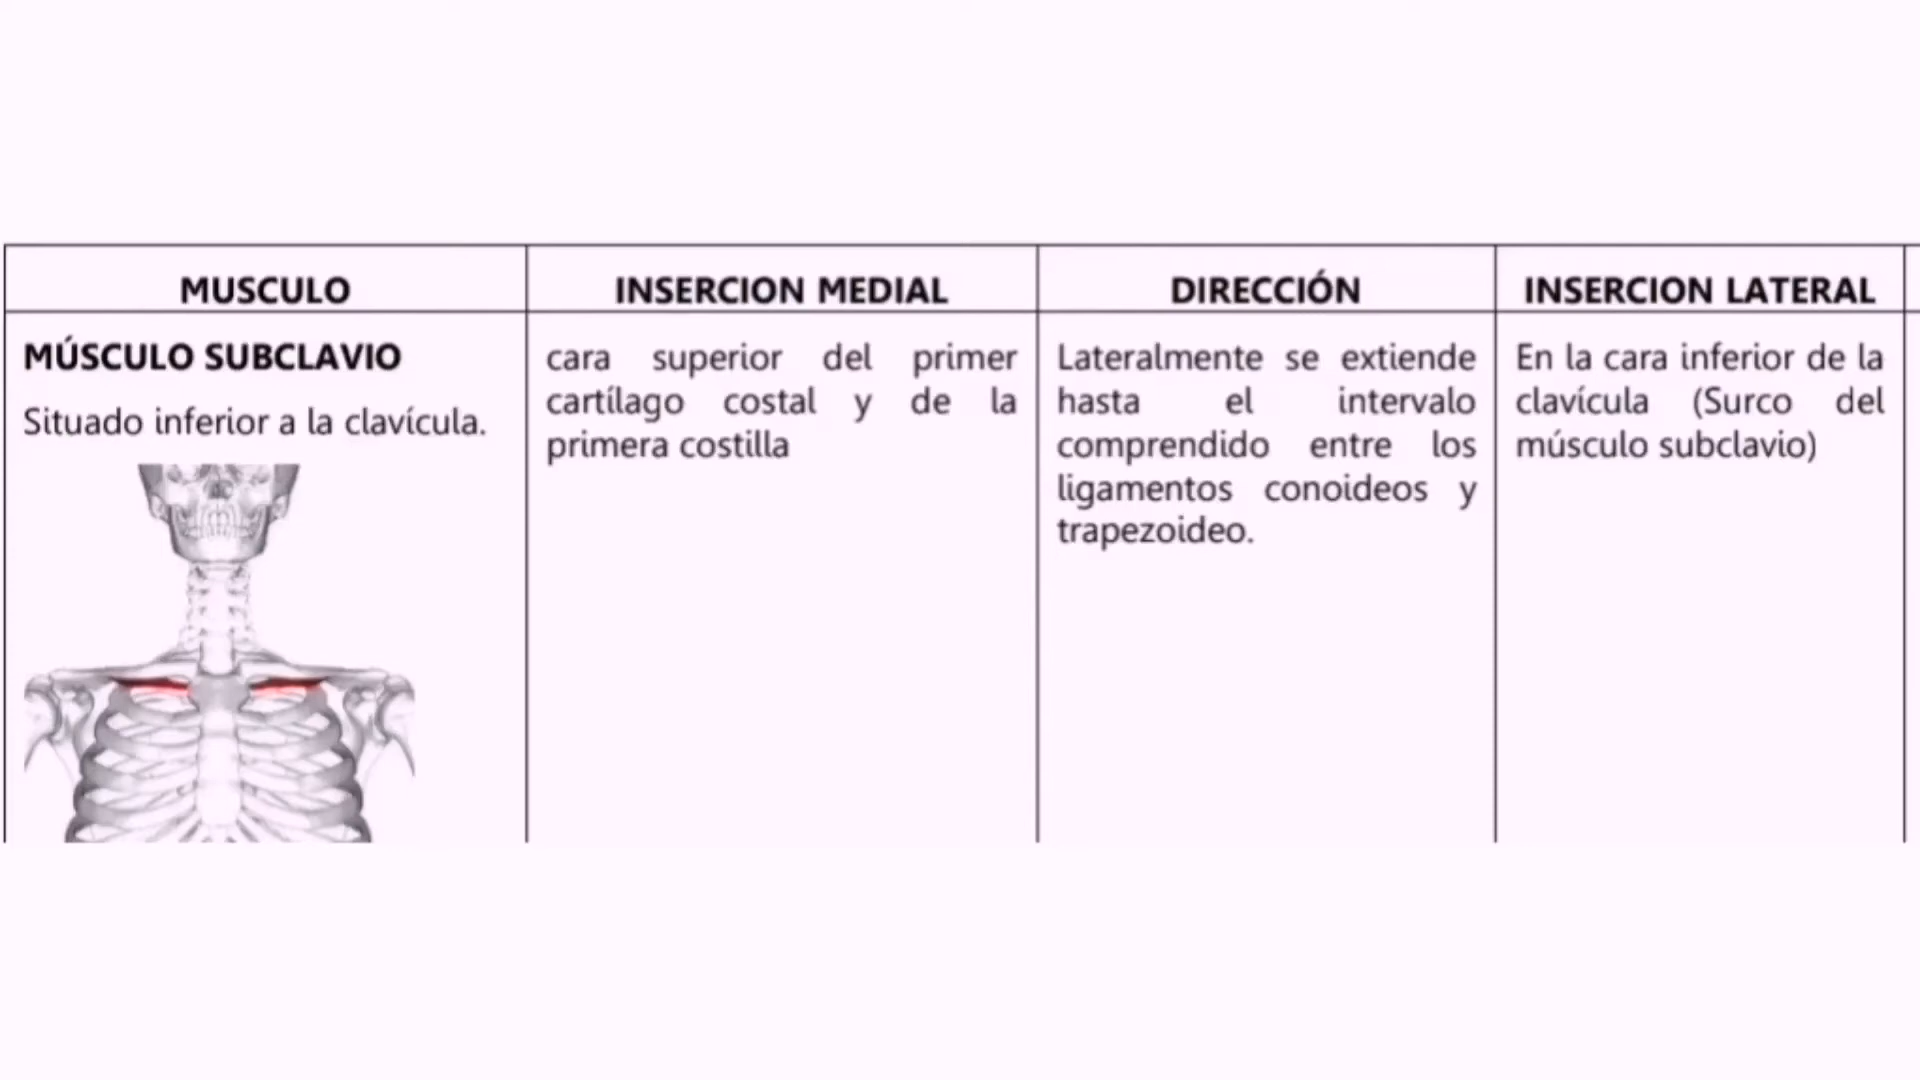 MUSCULO
INSERCION MEDIAL
DIRECCIÓN
INSERCION LATERAL
MÚSCULO SUBCLAVIO
Situado inferior a la clavícula.
cara superior del primer
cartílago costal y de la
primera costilla
Lateralmente se extiende
hasta el intervalo
comprendido entre los
ligamentos conoideos y
trapezoideo.
En la cara inferior de la
clavícula (Surco del
músculo subclavio)